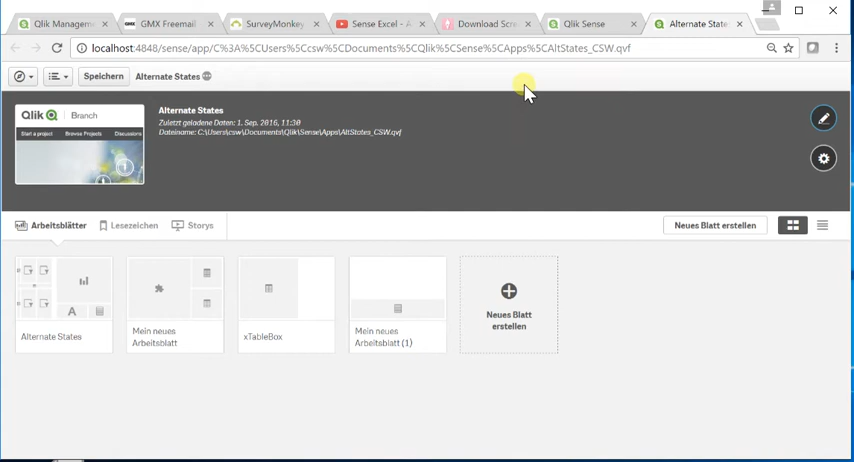 Qlik Manageme
GMX Freemail
SurveyMonkey
Sense Excel - A
Download Scre
Qlik Sense
Alternate States
localhost:4848/sense/app/C%3A%5CUsers%5Ccsw%5CDocuments%5CQlik%5CSense%5CApps%5CAltStates_CSW.qvf
Speichern
Alternate States
Qlik Branch
Start a project Browse Projects Discussions
Alternate States
Zuletzt geladene Daten: 1. Sep. 2016, 11:30
Dateiname: C:\Users\csw\Documents\Qlik\Sense\Apps\AltStates_CSW.qvf
Arbeitsblätter
Lesezeichen
Storys
Neues Blatt erstellen
A
Alternate States
Mein neues
Arbeitsblatt
xTableBox
Mein neues
Arbeitsblatt (1)
Neues Blatt
erstellen